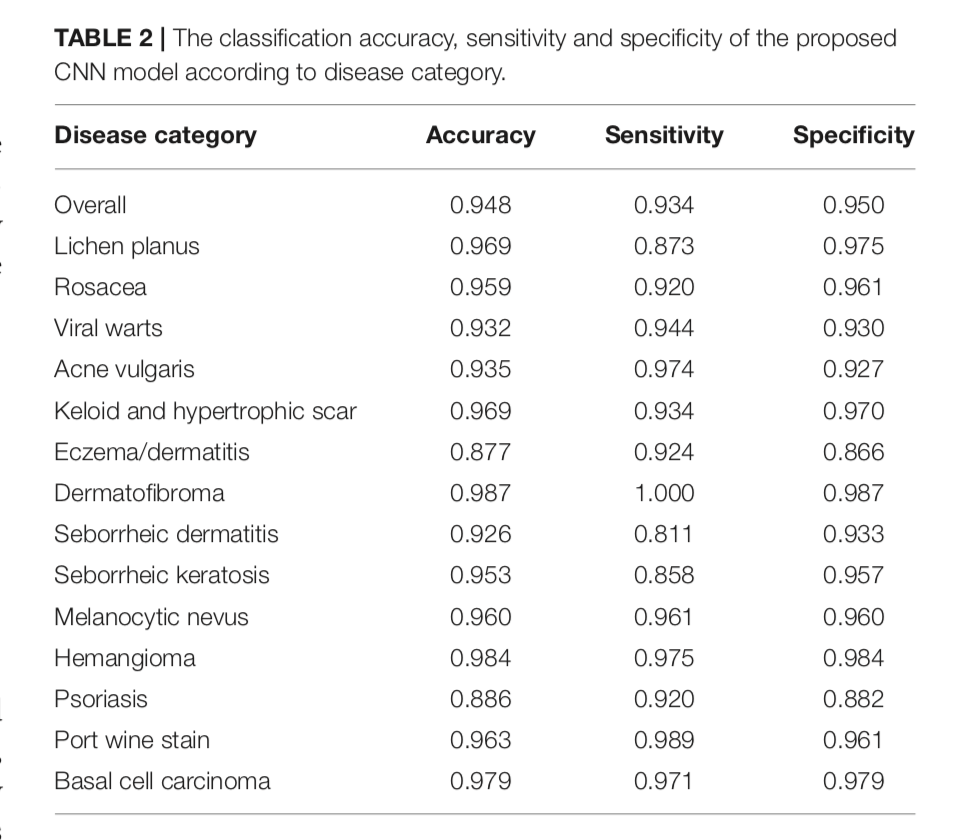 TABLE 2 | The classification accuracy, sensitivity and specificity of the proposed
CNN model according to disease category.
Disease category Accuracy Sensitivity Specificity
Overall 0.948 0.934 0.950
Lichen planus 0.969 0.873 0.975
Rosacea 0.959 0.920 0.961
Viral warts 0.932 0.944 0.930
Acne vulgaris 0.935 0.974 0.927
Keloid and hypertrophic scar 0.969 0.934 0.970
Eczema/dermatitis 0.877 0.924 0.866
Dermatofibroma 0.987 1.000 0.987
Seborrheic dermatitis 0.926 0.811 0.933
Seborrheic keratosis 0.953 0.858 0.957
Melanocytic nevus 0.960 0.961 0.960
Hemangioma 0.984 0.975 0.984
Psoriasis 0.886 0.920 0.882
Port wine stain 0.963 0.989 0.961
Basal cell carcinoma 0.979 0.971 0.979